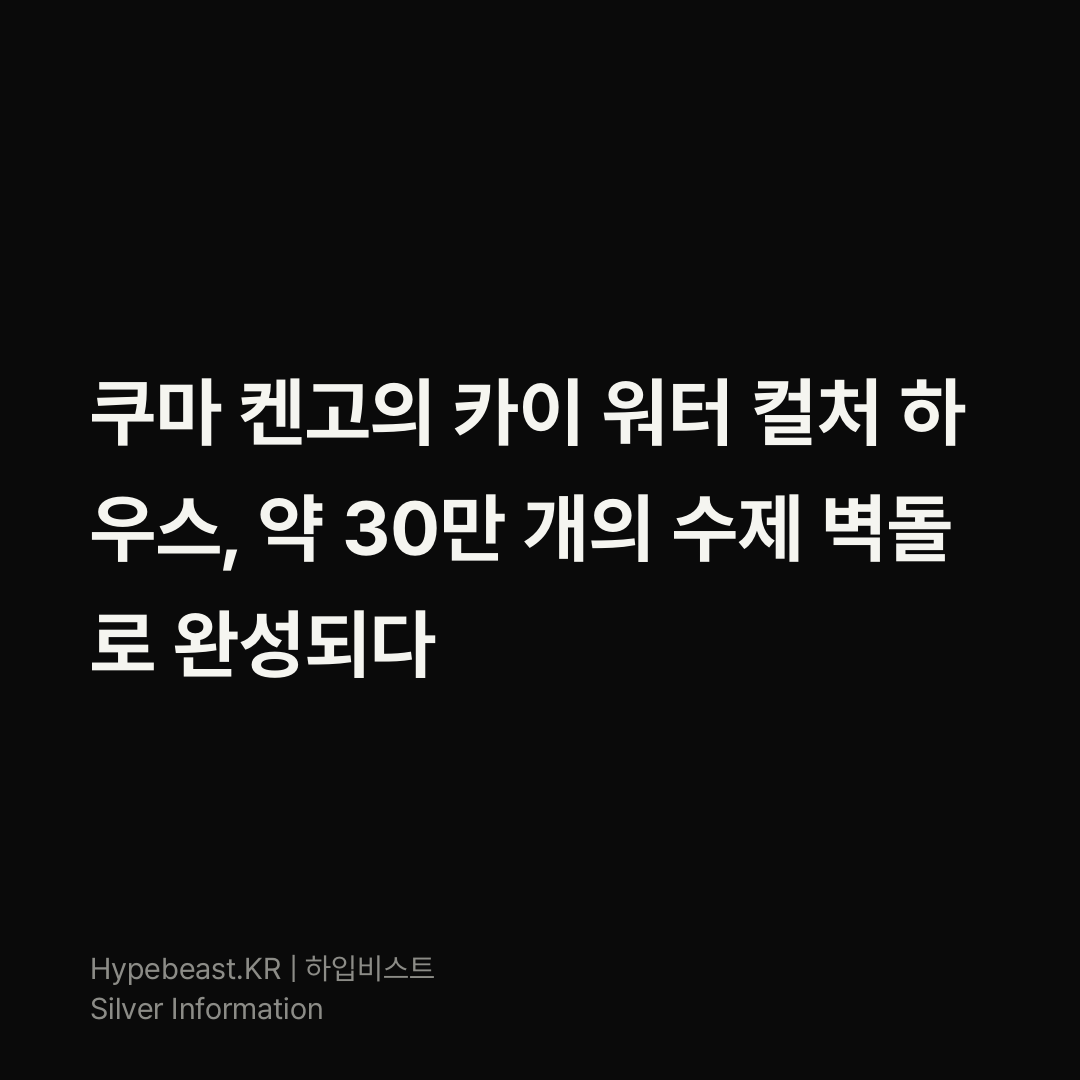 쿠마 켄고의 카이 워터 컬처 하
우스, 약 30만 개의 수제 벽돌
로 완성되다
Hypebeast.KR | 하입비스트
Silver Information